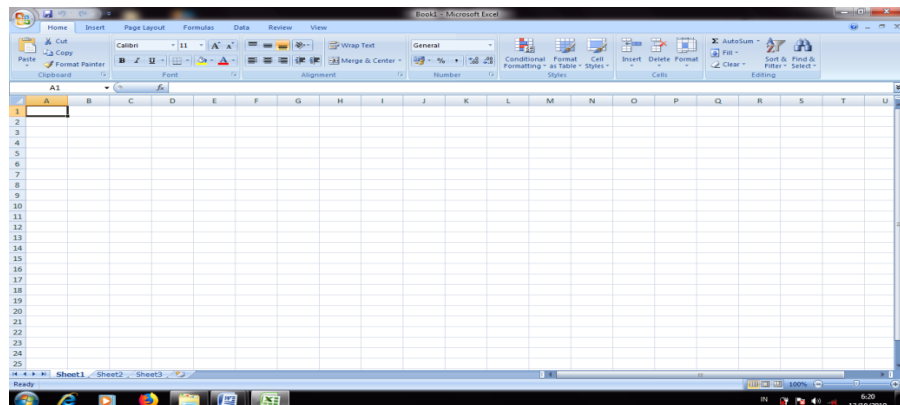 Book1 - Microsoft Excel
Home Insert Page Layout Formulas Data Review View
Cut Calibri 11 A A Wrap Text General Σ AutoSum
Copy Fill
Paste Format Painter B I U A Merge & Center % Conditional Formatting Format as Table Cell Styles Insert Delete Format Clear Sort & Filter Find & Select
Clipboard Font Alignment Number Styles Cells Editing
A1 fx
A B C D E F G H I J K L M N O P Q R S T U
1
2
3
4
5
6
7
8
9
10
11
12
13
14
15
16
17
18
19
20
21
22
23
24
25
Sheet1 Sheet2 Sheet3
Ready 100%
IN 6:20